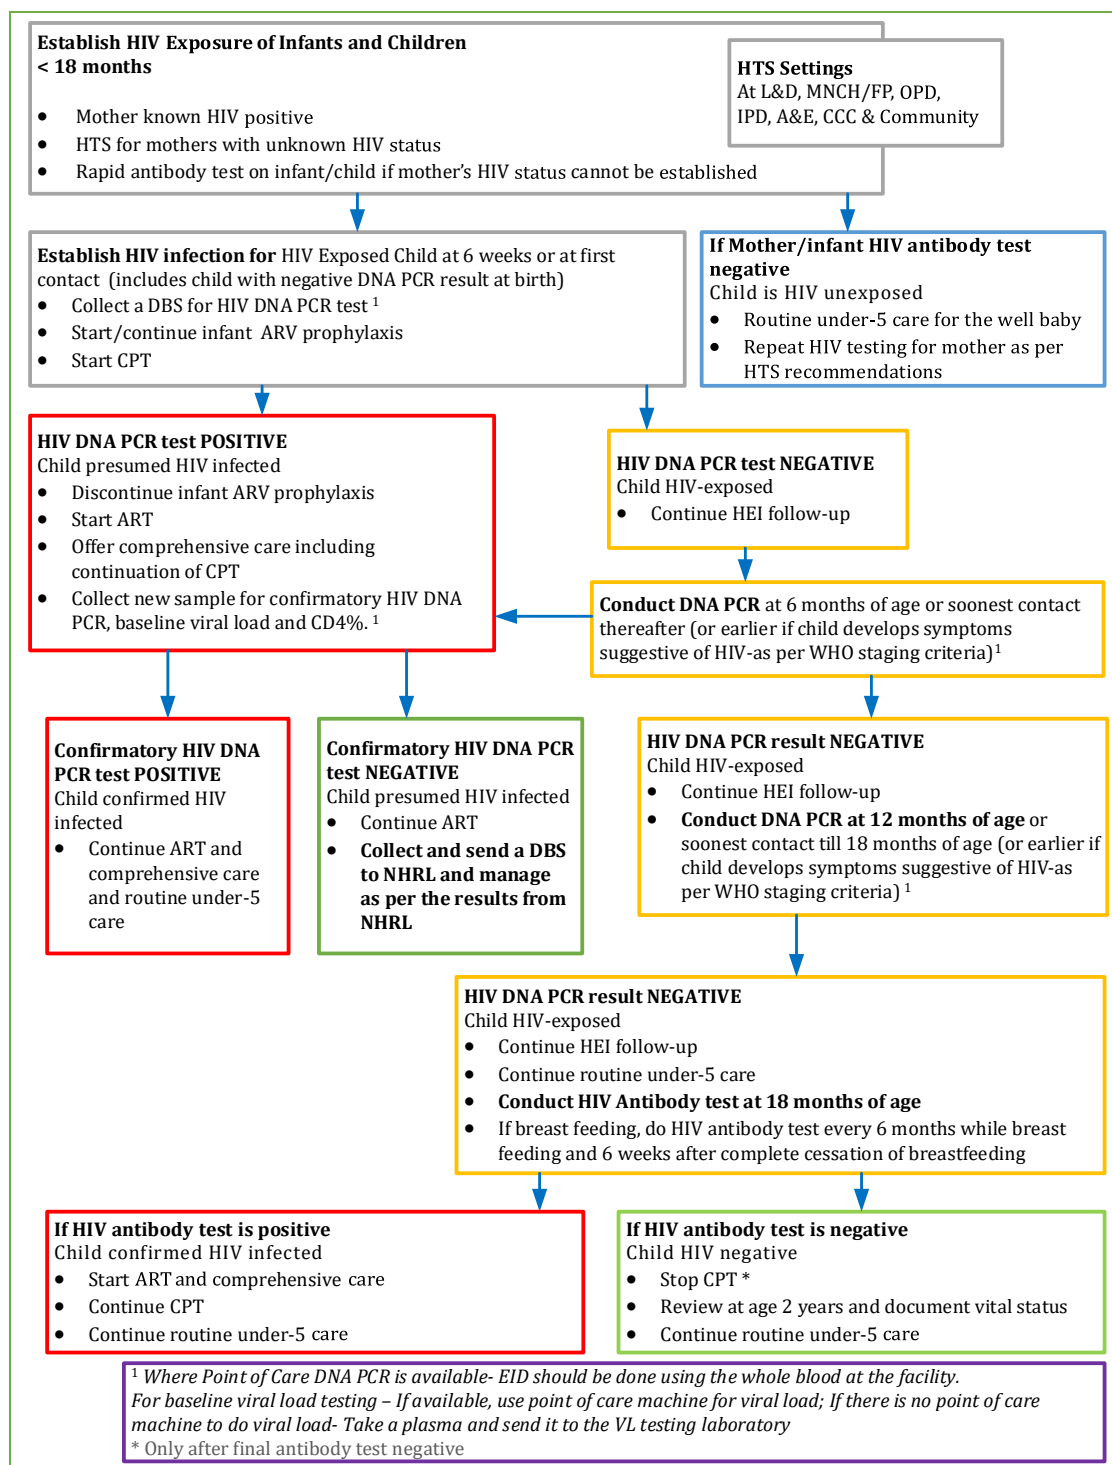 Establish HIV Exposure of Infants and Children
< 18 months
• Mother known HIV positive
• HTS for mothers with unknown HIV status
• Rapid antibody test on infant/child if mother's HIV status cannot be established
HTS Settings
At L&D, MNCH/FP, OPD,
IPD, A&E, CCC & Community
Establish HIV infection for HIV Exposed Child at 6 weeks or at first
contact (includes child with negative DNA PCR result at birth)
• Collect a DBS for HIV DNA PCR test 1
• Start/continue infant ARV prophylaxis
• Start CPT
If Mother/infant HIV antibody test
negative
Child is HIV unexposed
• Routine under-5 care for the well baby
• Repeat HIV testing for mother as per
HTS recommendations
HIV DNA PCR test POSITIVE
Child presumed HIV infected
• Discontinue infant ARV prophylaxis
• Start ART
• Offer comprehensive care including
continuation of CPT
• Collect new sample for confirmatory HIV DNA
PCR, baseline viral load and CD4%. 1
HIV DNA PCR test NEGATIVE
Child HIV-exposed
• Continue HEI follow-up
Conduct DNA PCR at 6 months of age or soonest contact
thereafter (or earlier if child develops symptoms
suggestive of HIV-as per WHO staging criteria)1
Confirmatory HIV DNA
PCR test POSITIVE
Child confirmed HIV
infected
• Continue ART and
comprehensive care
and routine under-5
care
Confirmatory HIV DNA PCR
test NEGATIVE
Child presumed HIV infected
• Continue ART
• Collect and send a DBS
to NHRL and manage
as per the results from
NHRL
HIV DNA PCR result NEGATIVE
Child HIV-exposed
• Continue HEI follow-up
• Conduct DNA PCR at 12 months of age or
soonest contact till 18 months of age (or earlier if
child develops symptoms suggestive of HIV-as
per WHO staging criteria) 1
HIV DNA PCR result NEGATIVE
Child HIV-exposed
• Continue HEI follow-up
• Continue routine under-5 care
• Conduct HIV Antibody test at 18 months of age
• If breast feeding, do HIV antibody test every 6 months while breast
feeding and 6 weeks after complete cessation of breastfeeding
If HIV antibody test is positive
Child confirmed HIV infected
• Start ART and comprehensive care
• Continue CPT
• Continue routine under-5 care
If HIV antibody test is negative
Child HIV negative
• Stop CPT *
• Review at age 2 years and document vital status
• Continue routine under-5 care
1 Where Point of Care DNA PCR is available- EID should be done using the whole blood at the facility.
For baseline viral load testing – If available, use point of care machine for viral load; If there is no point of care
machine to do viral load- Take a plasma and send it to the VL testing laboratory
* Only after final antibody test negative